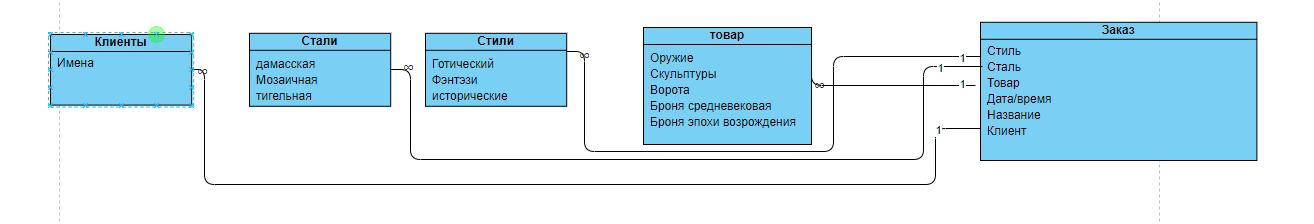 Клиенты
Имена
∞
Стали
дамасская
Мозаичная
тигельная
∞
Стили
Готический
Фэнтэзи
исторические
∞
товар
Оружие
Скульптуры
Ворота
Броня средневековая
Броня эпохи возрождения
∞
Заказ
Стиль
Сталь
Товар
Дата/время
Название
Клиент
1
1
1
1